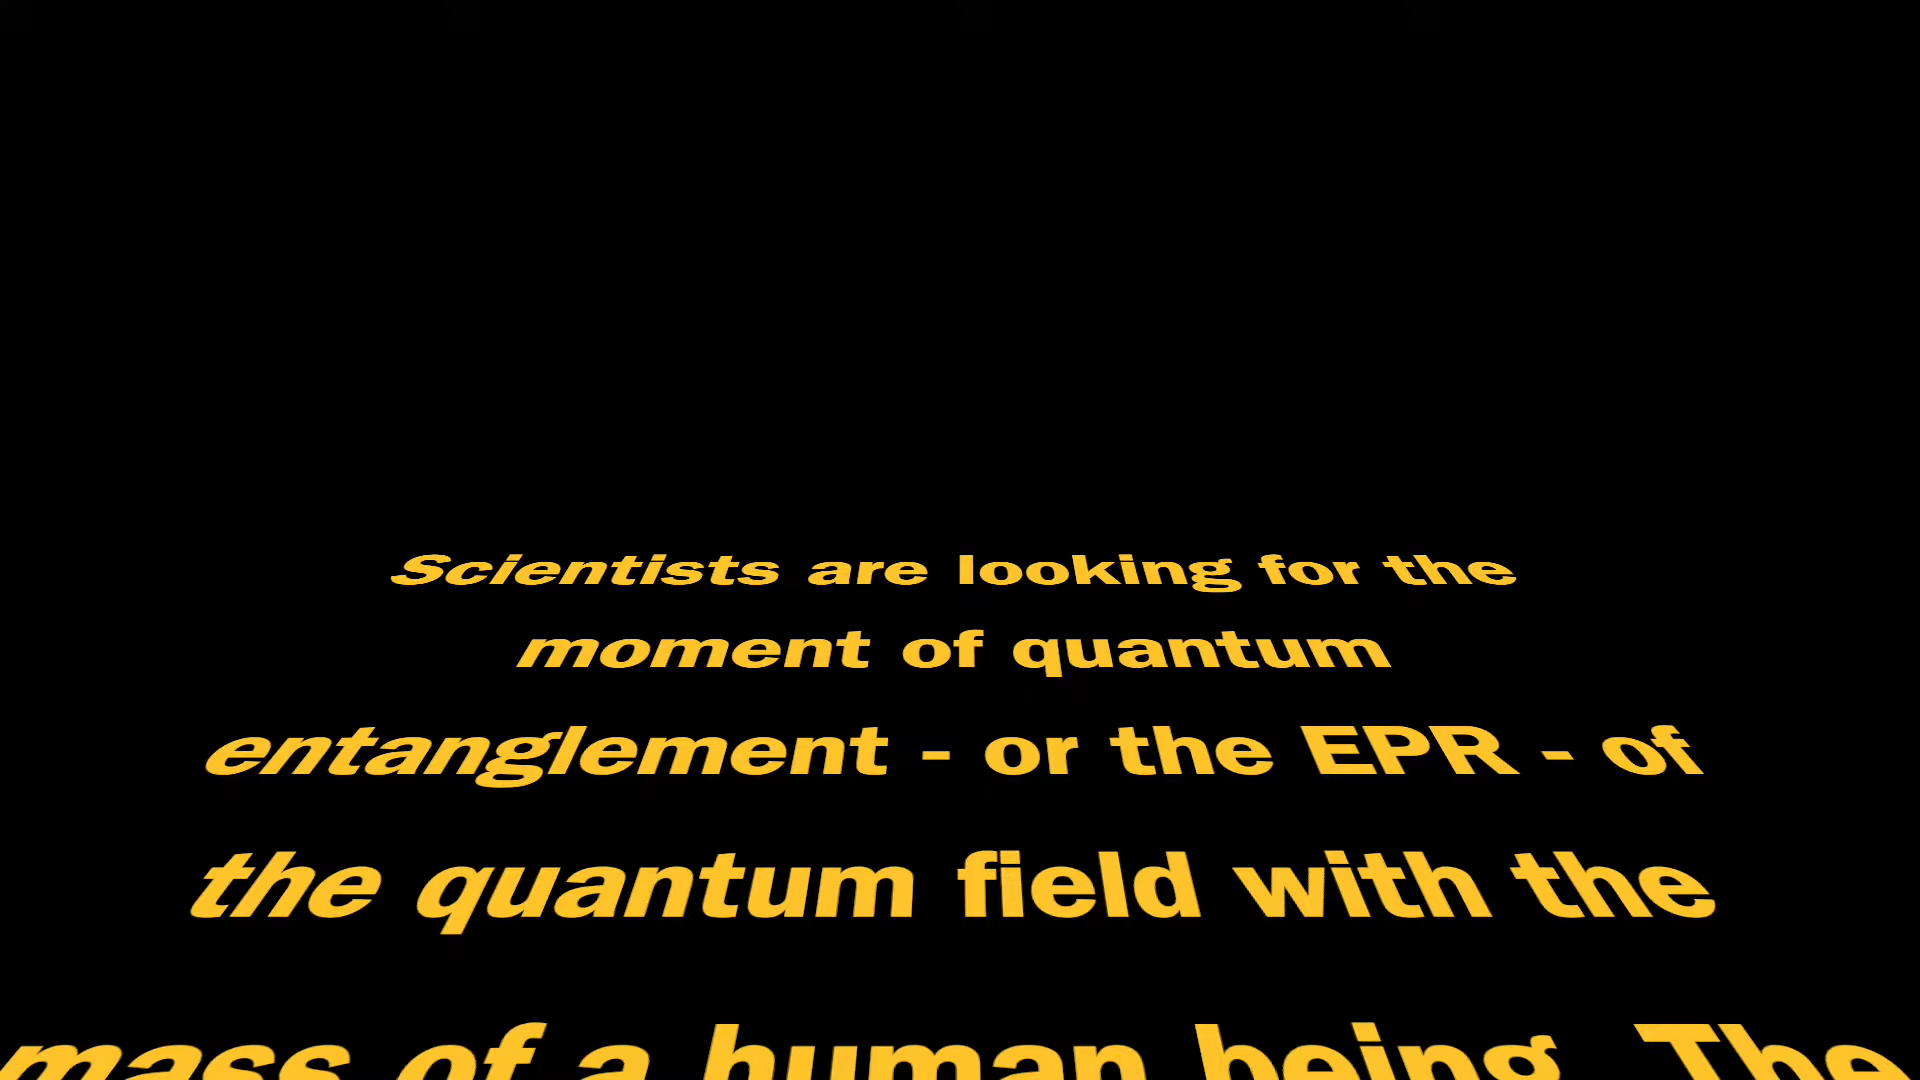 Scientists are looking for the
moment of quantum
entanglement - or the EPR - of
the quantum field with the
mass of a human being. The